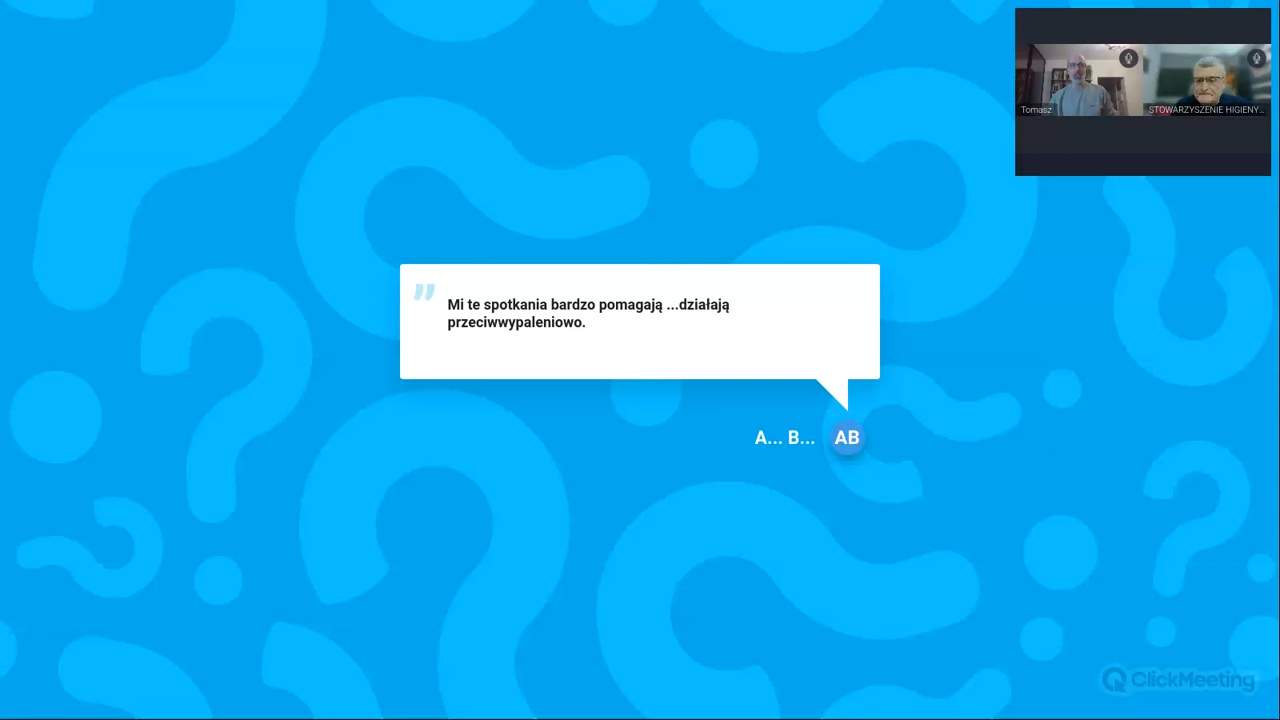 Tomasz
STOWARZYSZENIE HIGIENY...
Mi te spotkania bardzo pomagają ...działają
przeciwwypaleniowo.
A... B...
AB
ClickMeeting